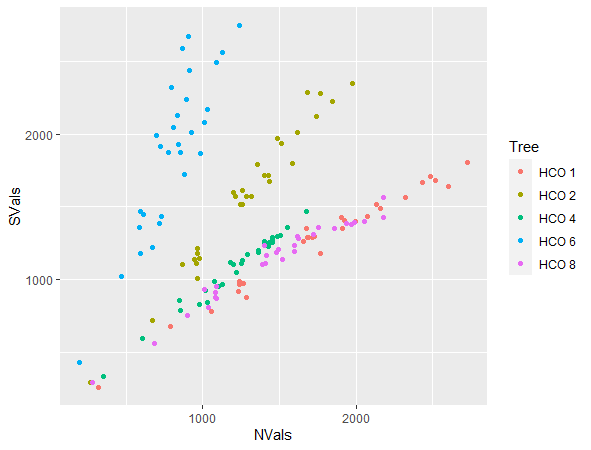 SVals
2000
1000
1000
2000
NVals
Tree
HCO 1
HCO 2
HCO 4
HCO 6
HCO 8